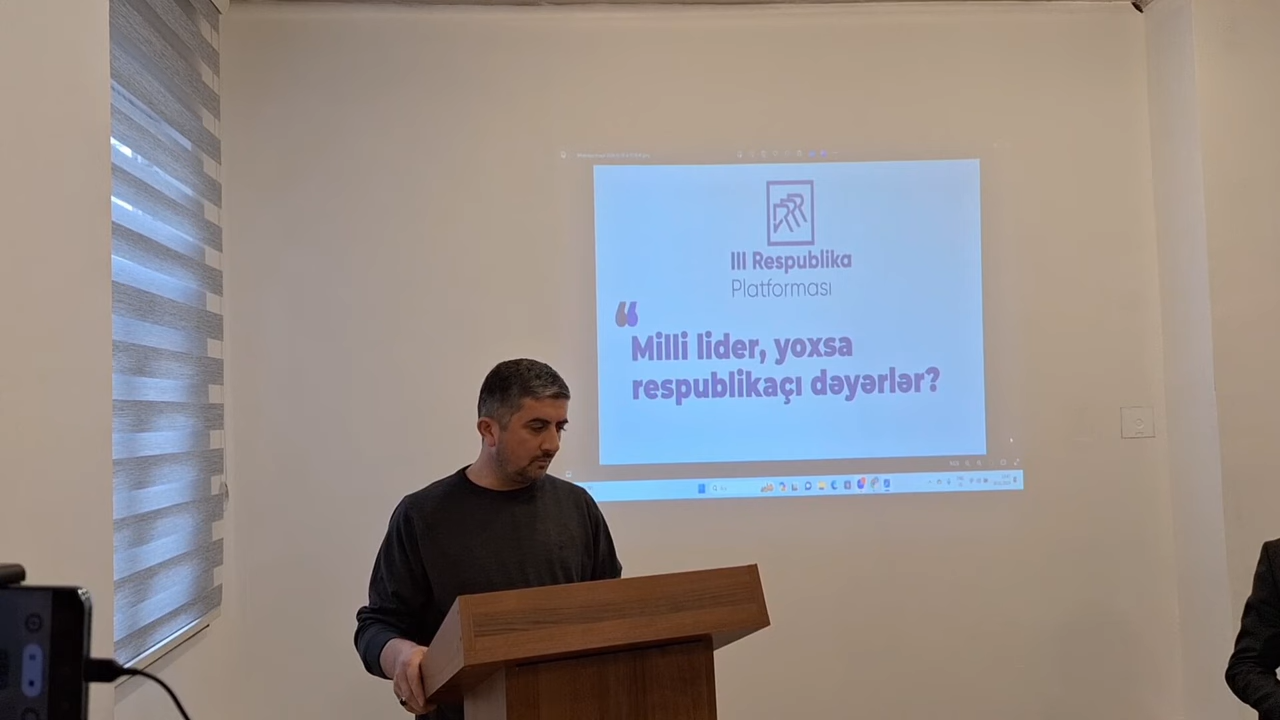 III Respublika
Platforması
“
Milli lider, yoxsa
respublikaçı dəyərlər?